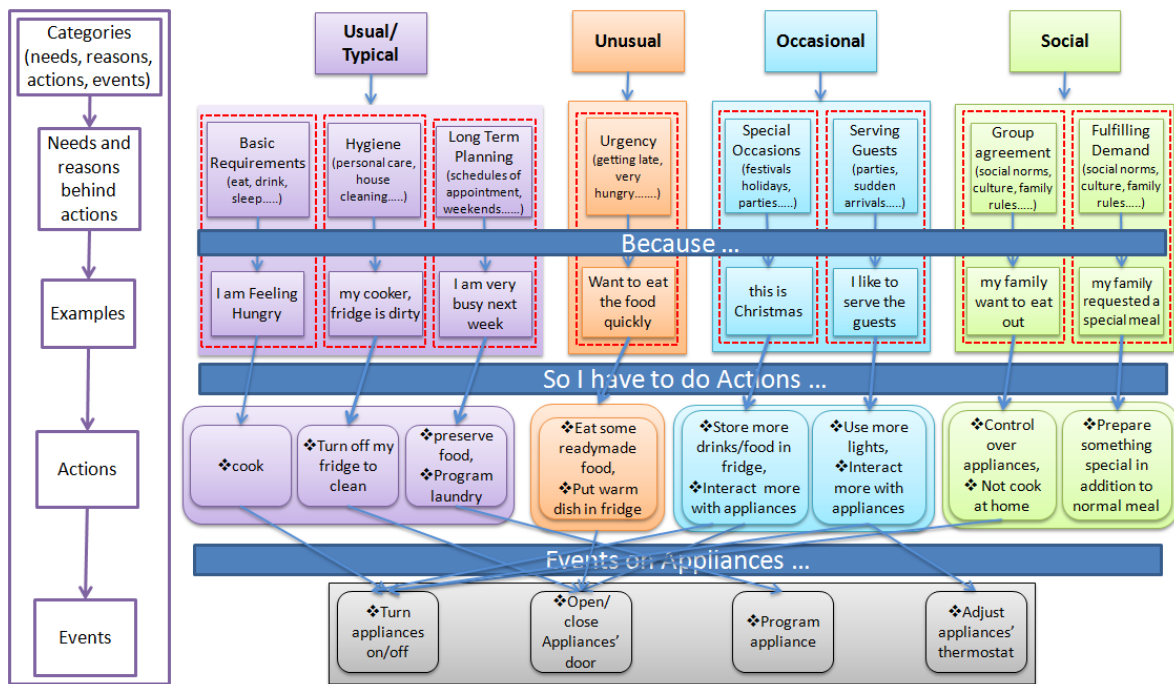 Categories
(needs, reasons,
actions, events)
Needs and
reasons
behind
actions
Examples
Actions
Events
Usual/
Typical
Unusual
Occasional
Social
Basic
Requirements
(eat, drink,
sleep.....)
Hygiene
(personal care,
house
cleaning.....)
Long Term
Planning
(schedules of
appointment,
weekends......)
Urgency
(getting late,
very
hungry.......)
Special
Occasions
(festivals
holidays,
parties.....)
Serving
Guests
(parties,
sudden
arrivals.....)
Group
agreement
(social norms,
culture, family
rules.....)
Fulfilling
Demand
(social norms,
culture, family
rules.....)
Because ...
I am Feeling
Hungry
my cooker,
fridge is dirty
I am very
busy next
week
Want to eat
the food
quickly
this is
Christmas
I like to
serve the
guests
my family
want to eat
out
my family
requested a
special meal
So I have to do Actions ...
❖cook
❖Turn off my
fridge to
clean
❖preserve
food,
❖Program
laundry
❖Eat some
readymade
food,
❖Put warm
dish in fridge
❖Store more
drinks/food in
fridge,
❖Interact more
with appliances
❖Use more
lights,
❖Interact
more with
appliances
❖Control
over
appliances,
❖Not cook
at home
❖Prepare
something
special in
addition to
normal meal
Events on Appliances ...
❖Turn
appliances
on/off
❖Open/
close
Appliances'
door
❖Program
appliance
❖Adjust
appliances'
thermostat